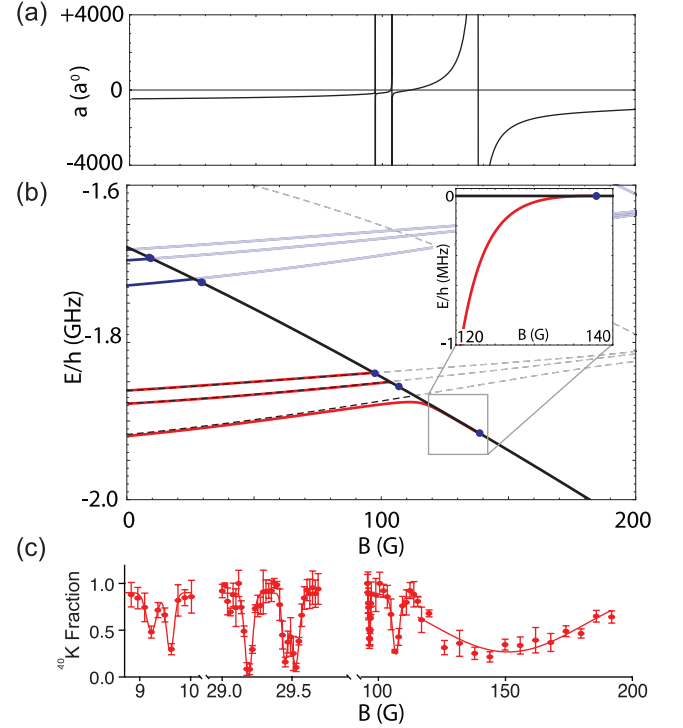 (a)
+4000
0
-4000
a (a⁰)
(b)
-1.6
-1.8
-2.0
E/h (GHz)
0
-1
E/h (MHz)
120 B (G) 140
0 100 200
B (G)
(c)
1.0
0.5
0.0
⁴⁰K Fraction
9 10 29.0 29.5 100 150 200
B (G)